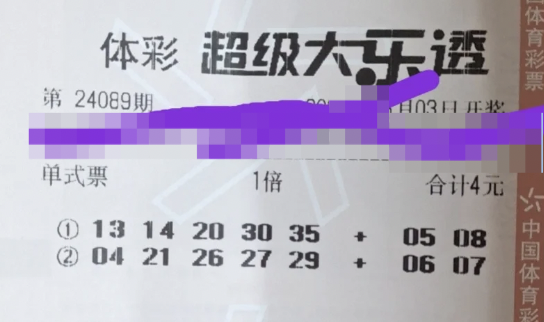 体彩 超级大乐透
第 24089期 月03日开奖
单式票 1倍 合计4元
① 13 14 20 30 35 + 05 08
② 04 21 26 27 29 + 06 07
国体育彩票
中国体育彩